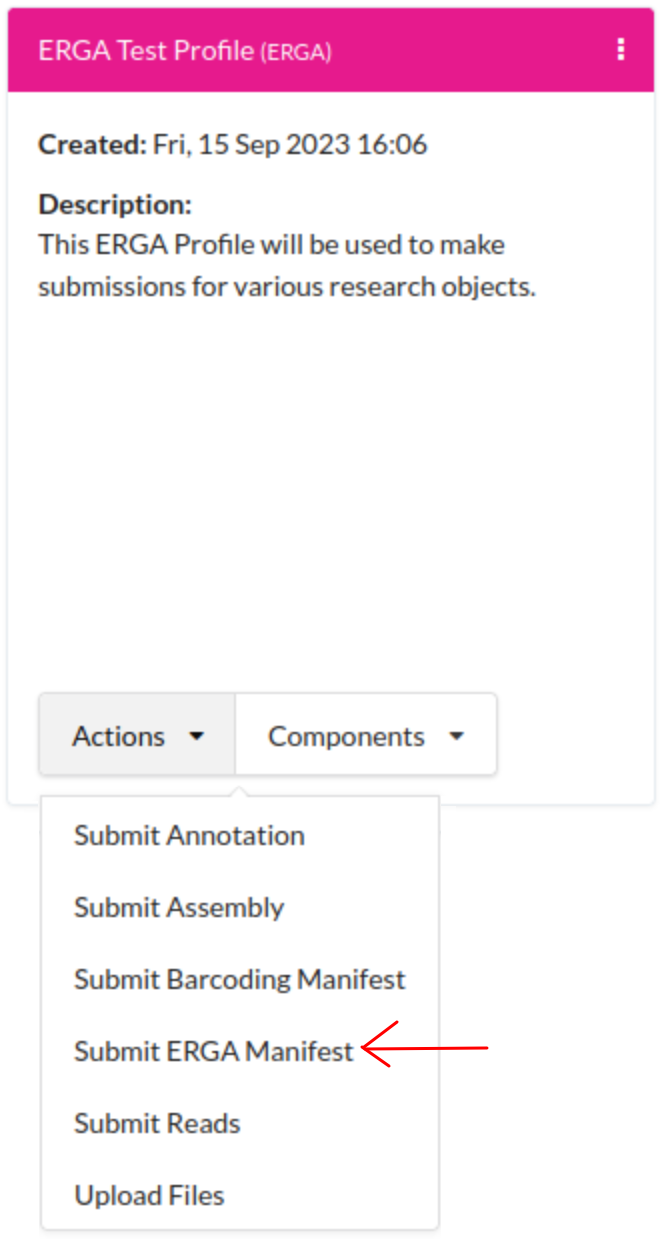 ERGA Test Profile (ERGA)
Created: Fri, 15 Sep 2023 16:06
Description:
This ERGA Profile will be used to make
submissions for various research objects.
Actions
Components
Submit Annotation
Submit Assembly
Submit Barcoding Manifest
Submit ERGA Manifest
Submit Reads
Upload Files